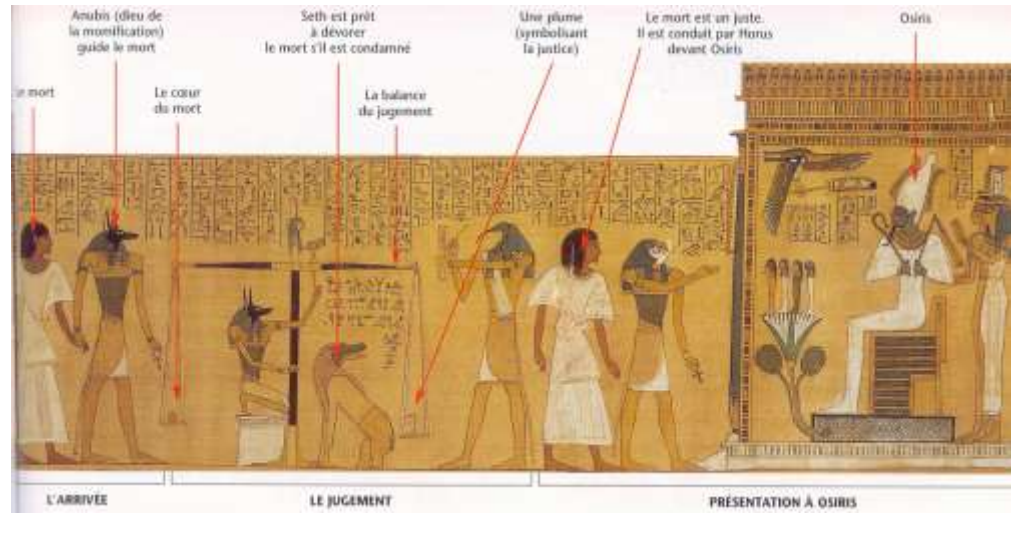 Anubis (dieu de
la momification)
guide le mort
Seth est prêt
à dévorer
le mort s'il est condamné
Une plume
(symbolisant
la justice)
Le mort est un juste.
Il est conduit par Horus
devant Osiris
Osiris
le mort
Le cœur
du mort
La balance
du jugement
L'ARRIVÉE
LE JUGEMENT
PRÉSENTATION À OSIRIS